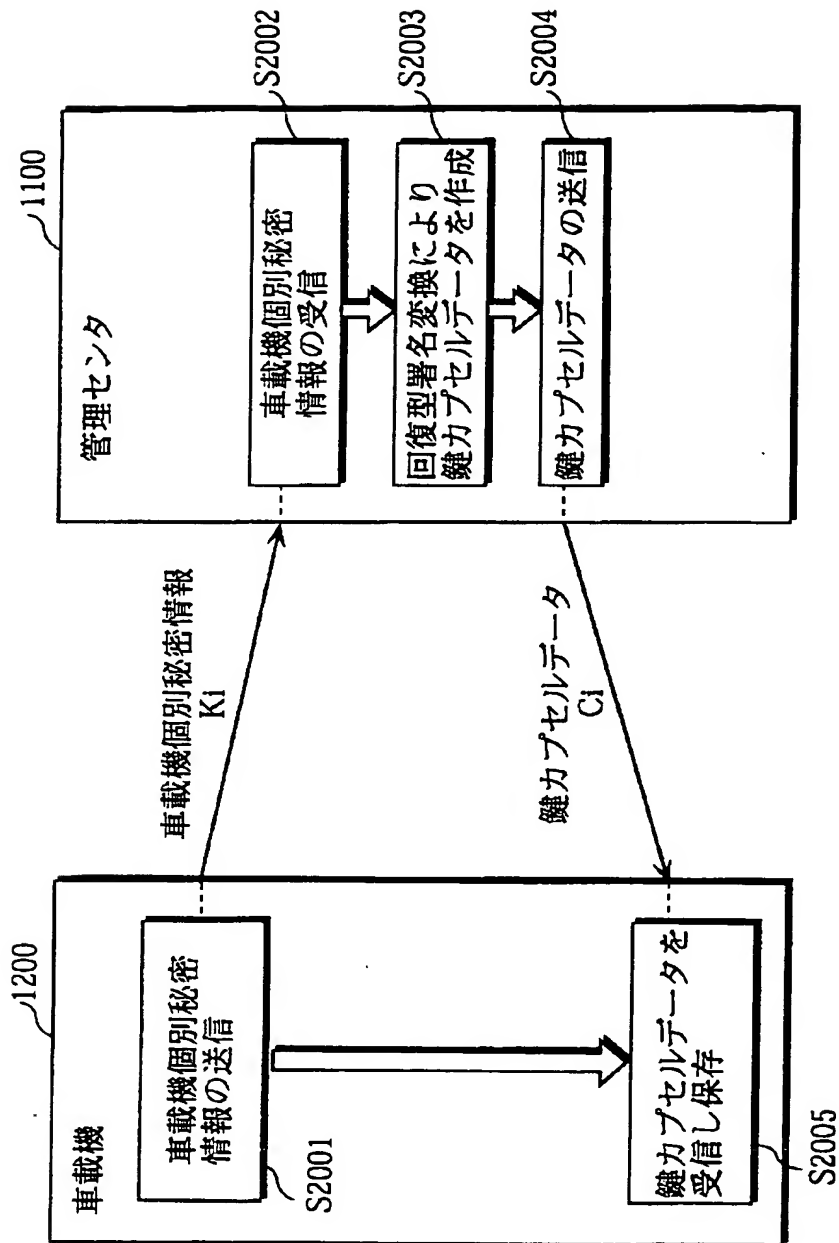 車載機
1200
車載機個別秘密
情報の送信
S2001
鍵カプセルデータを
受信し保存
S2005
車載機個別秘密情報
Ki
鍵カプセルデータ
Ci
管理センタ
1100
車載機個別秘密
情報の受信
S2002
回復型署名変換により
鍵カプセルデータを作成
S2003
鍵カプセルデータの送信
S2004